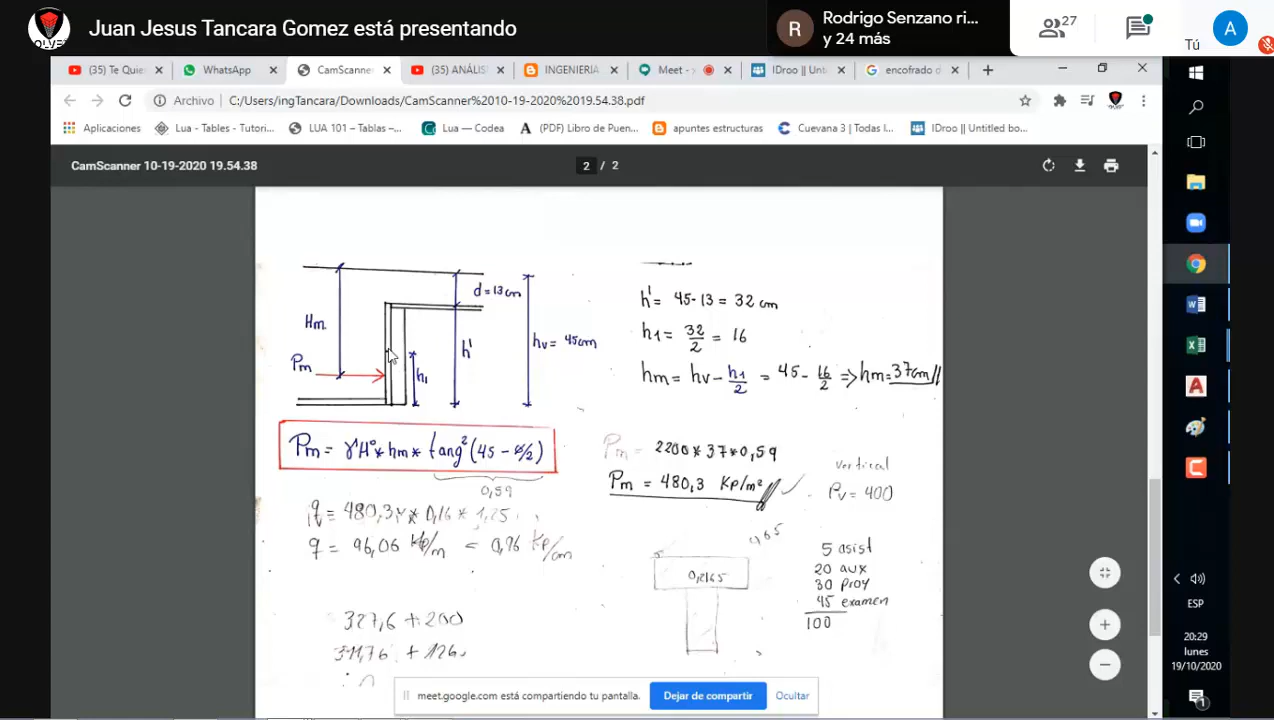 Juan Jesus Tancara Gomez está presentando
R
Rodrigo Senzano ri...
y 24 más
27
A
Tú
(35) Te Quie
WhatsApp
CamScanne
(35) ANÁLIS
INGENIERIA
Meet -
IDroo || Unt
encofrado d
Archivo
C:/Users/ingTancara/Downloads/CamScanner%2010-19-2020%2019.54.38.pdf
Aplicaciones
Lua - Tables - Tutori...
LUA 101 – Tablas –...
Lua — Codea
(PDF) Libro de Puen...
apuntes estructuras
Cuevana 3 | Todas l...
IDroo || Untitled bo...
CamScanner 10-19-2020 19.54.38
2 / 2
d=13cm
Hm
h'
hv = 45cm
Pm
h1
h' = 45-13 = 32 cm
h1 = 32/2 = 16
hm = hv - h1/2 = 45 - 16/2 => hm = 37cm//
Pm = γH° * hm * tang²(45 - ø/2)
0,59
Pm = 2200*37*0,59
Pm = 480,3 Kp/m²
vertical
Pv = 400
q = 480,3 * 0,16 * 1,25
q = 96,06 Kp/m = 0,96 Kp/cm
5 asist
20 aux
30 proy
45 examen
100
327,6 + 200
+ 126
meet.google.com está compartiendo tu pantalla.
Dejar de compartir
Ocultar
ESP
20:29
lunes
19/10/2020
1